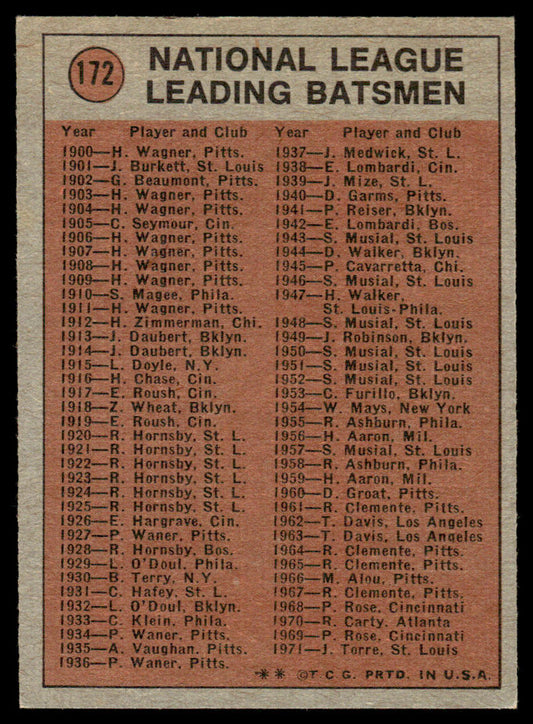 172
NATIONAL LEAGUE
LEADING BATSMEN
Year Player and Club
1900—H. Wagner, Pitts.
1901—J. Burkett, St. Louis
1902—G. Beaumont, Pitts.
1903—H. Wagner, Pitts.
1904—H. Wagner, Pitts.
1905—C. Seymour, Cin.
1906—H. Wagner, Pitts.
1907—H. Wagner, Pitts.
1908—H. Wagner, Pitts.
1909—H. Wagner, Pitts.
1910—S. Magee, Phila.
1911—H. Wagner, Pitts.
1912—H. Zimmerman, Chi.
1913—J. Daubert, Bklyn.
1914—J. Daubert, Bklyn.
1915—L. Doyle, N.Y.
1916—H. Chase, Cin.
1917—E. Roush, Cin.
1918—Z. Wheat, Bklyn.
1919—E. Roush, Cin.
1920—R. Hornsby, St. L.
1921—R. Hornsby, St. L.
1922—R. Hornsby, St. L.
1923—R. Hornsby, St. L.
1924—R. Hornsby, St. L.
1925—R. Hornsby, St. L.
1926—E. Hargrave, Cin.
1927—P. Waner, Pitts.
1928—R. Hornsby, Bos.
1929—L. O'Doul, Phila.
1930—B. Terry, N.Y.
1931—C. Hafey, St. L.
1932—L. O'Doul, Bklyn.
1933—C. Klein, Phila.
1934—P. Waner, Pitts.
1935—A. Vaughan, Pitts.
1936—P. Waner, Pitts.
Year Player and Club
1937—J. Medwick, St. L.
1938—E. Lombardi, Cin.
1939—J. Mize, St. L.
1940—D. Garms, Pitts.
1941—P. Reiser, Bklyn.
1942—E. Lombardi, Bos.
1943—S. Musial, St. Louis
1944—D. Walker, Bklyn.
1945—P. Cavarretta, Chi.
1946—S. Musial, St. Louis
1947—H. Walker,
St. Louis-Phila.
1948—S. Musial, St. Louis
1949—J. Robinson, Bklyn.
1950—S. Musial, St. Louis
1951—S. Musial, St. Louis
1952—S. Musial, St. Louis
1953—C. Furillo, Bklyn.
1954—W. Mays, New York
1955—R. Ashburn, Phila.
1956—H. Aaron, Mil.
1957—S. Musial, St. Louis
1958—R. Ashburn, Phila.
1959—H. Aaron, Mil.
1960—D. Groat, Pitts.
1961—R. Clemente, Pitts.
1962—T. Davis, Los Angeles
1963—T. Davis, Los Angeles
1964—R. Clemente, Pitts.
1965—R. Clemente, Pitts.
1966—M. Alou, Pitts.
1967—R. Clemente, Pitts.
1968—P. Rose, Cincinnati
1970—R. Carty, Atlanta
1969—P. Rose, Cincinnati
1971—J. Torre, St. Louis
** © T. C. G. PRTD. IN U.S.A.